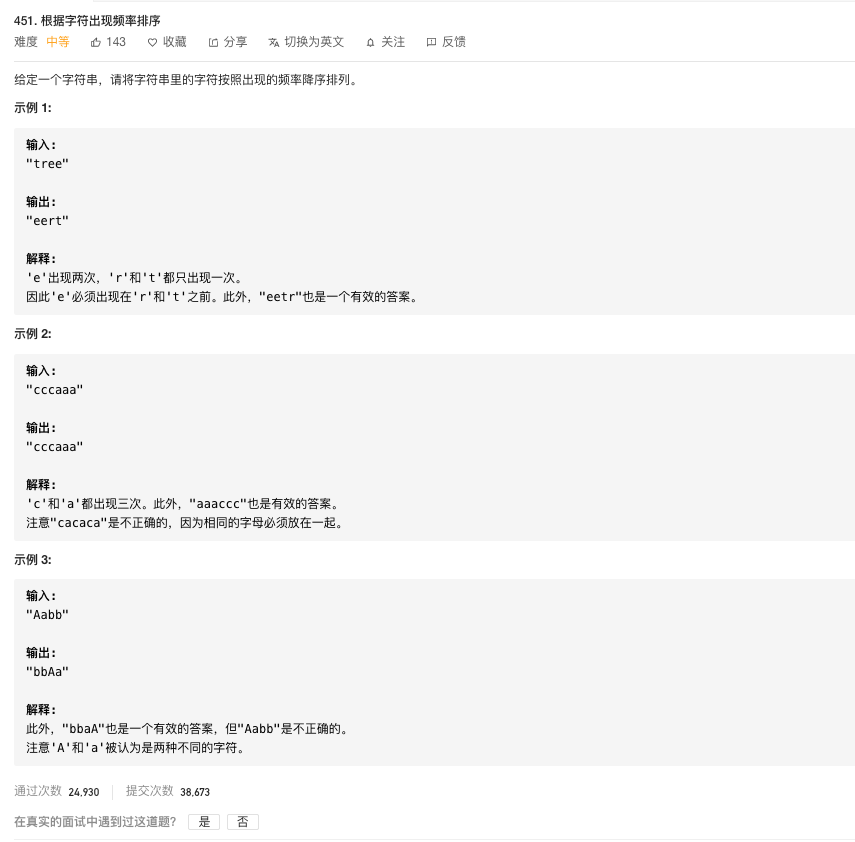 451. 根据字符出现频率排序
难度 中等 143 收藏 分享 切换为英文 关注 反馈
给定一个字符串，请将字符串里的字符按照出现的频率降序排列。
示例 1:
输入:
"tree"
输出:
"eert"
解释:
'e'出现两次，'r'和't'都只出现一次。
因此'e'必须出现在'r'和't'之前。此外，"eetr"也是一个有效的答案。
示例 2:
输入:
"cccaaa"
输出:
"cccaaa"
解释:
'c'和'a'都出现三次。此外，"aaaccc"也是有效的答案。
注意"cacaca"是不正确的，因为相同的字母必须放在一起。
示例 3:
输入:
"Aabb"
输出:
"bbAa"
解释:
此外，"bbaA"也是一个有效的答案，但"Aabb"是不正确的。
注意'A'和'a'被认为是两种不同的字符。
通过次数 24,930 提交次数 38,673
在真实的面试中遇到过这道题? 是 否